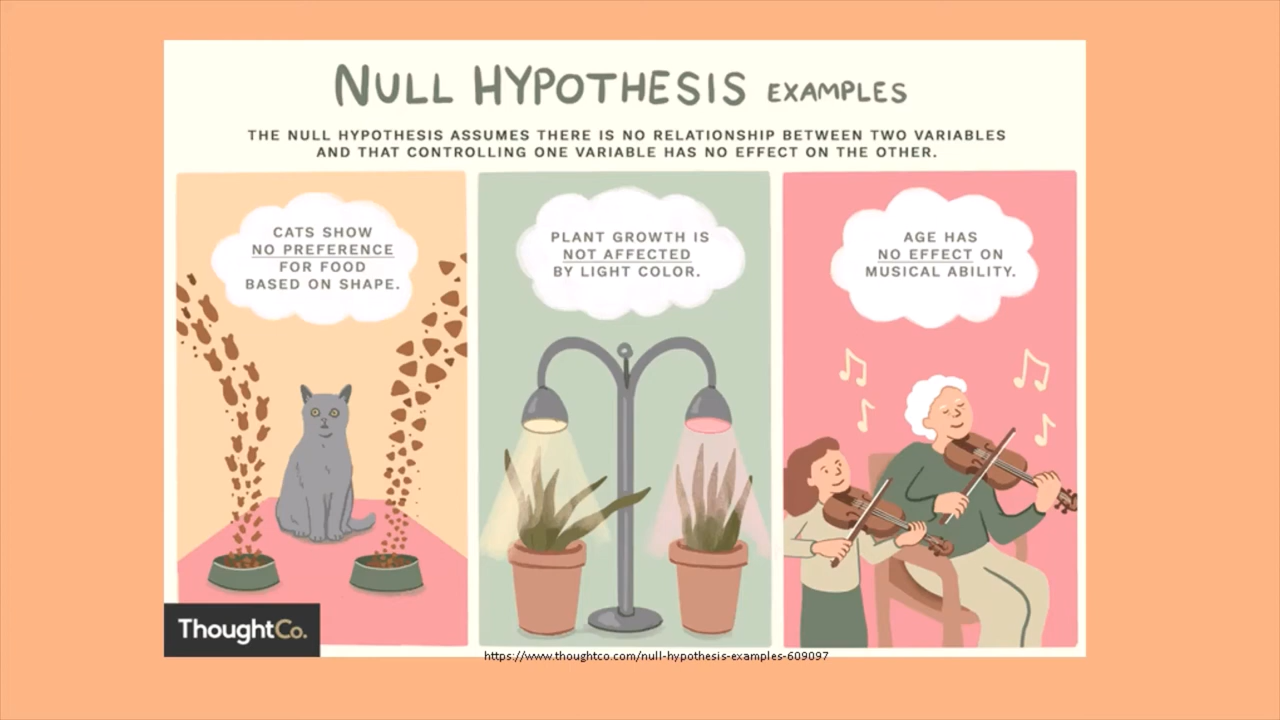 NULL HYPOTHESIS EXAMPLES
THE NULL HYPOTHESIS ASSUMES THERE IS NO RELATIONSHIP BETWEEN TWO VARIABLES
AND THAT CONTROLLING ONE VARIABLE HAS NO EFFECT ON THE OTHER.
CATS SHOW
NO PREFERENCE
FOR FOOD
BASED ON SHAPE.
PLANT GROWTH IS
NOT AFFECTED
BY LIGHT COLOR.
AGE HAS
NO EFFECT ON
MUSICAL ABILITY.
ThoughtCo.
https://www.thoughtco.com/null-hypothesis-examples-609097